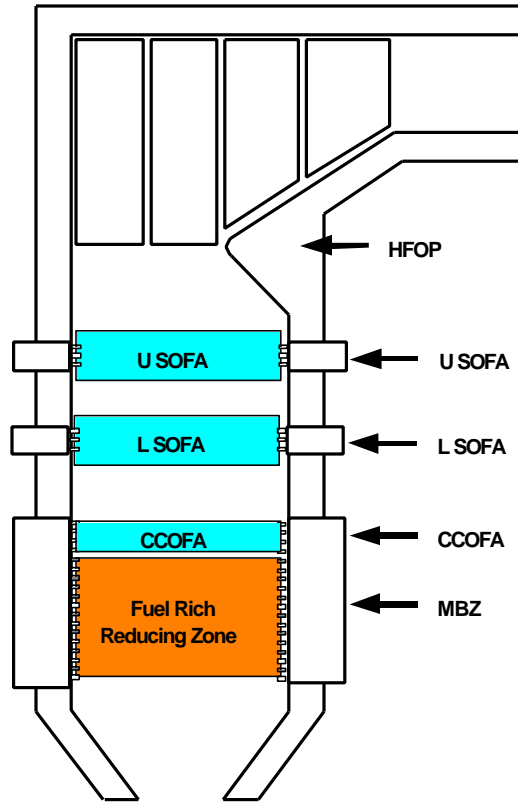 HFOP
U SOFA
U SOFA
L SOFA
L SOFA
CCOFA
CCOFA
Fuel Rich
Reducing Zone
MBZ